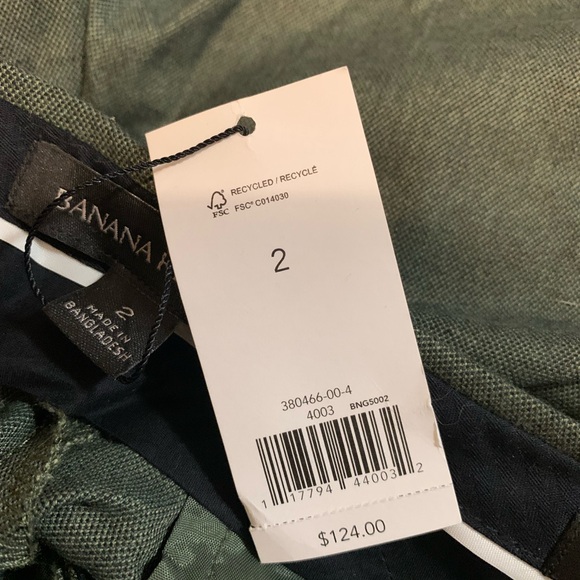 RECYCLED / RECYCLÉ
FSC® C014030
FSC
2
380466-00-4
4003 BNG5002
1 17794 44003 2
$124.00
BANANA
2
MADE IN
BANGLADESH